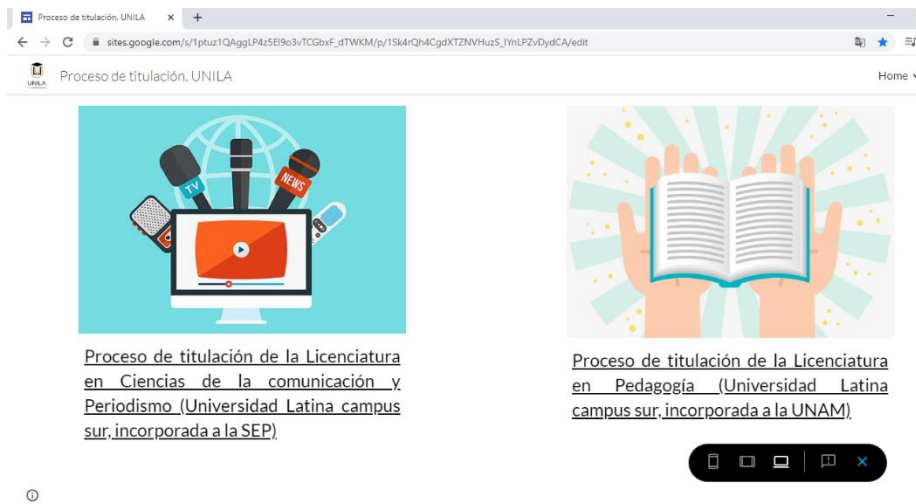 Proceso de titulación. UNILA
sites.google.com/s/1ptuz1QAggLP4z5El9o3vTCGbxF_dTWKM/p/1Sk4rQh4CgdXTZNVHuzS_lYnLPZvDydCA/edit
UNILA
Proceso de titulación. UNILA
Home
TV
NEWS
Proceso de titulación de la Licenciatura
en Ciencias de la comunicación y
Periodismo (Universidad Latina campus
sur, incorporada a la SEP)
Proceso de titulación de la Licenciatura
en Pedagogía (Universidad Latina
campus sur, incorporada a la UNAM)